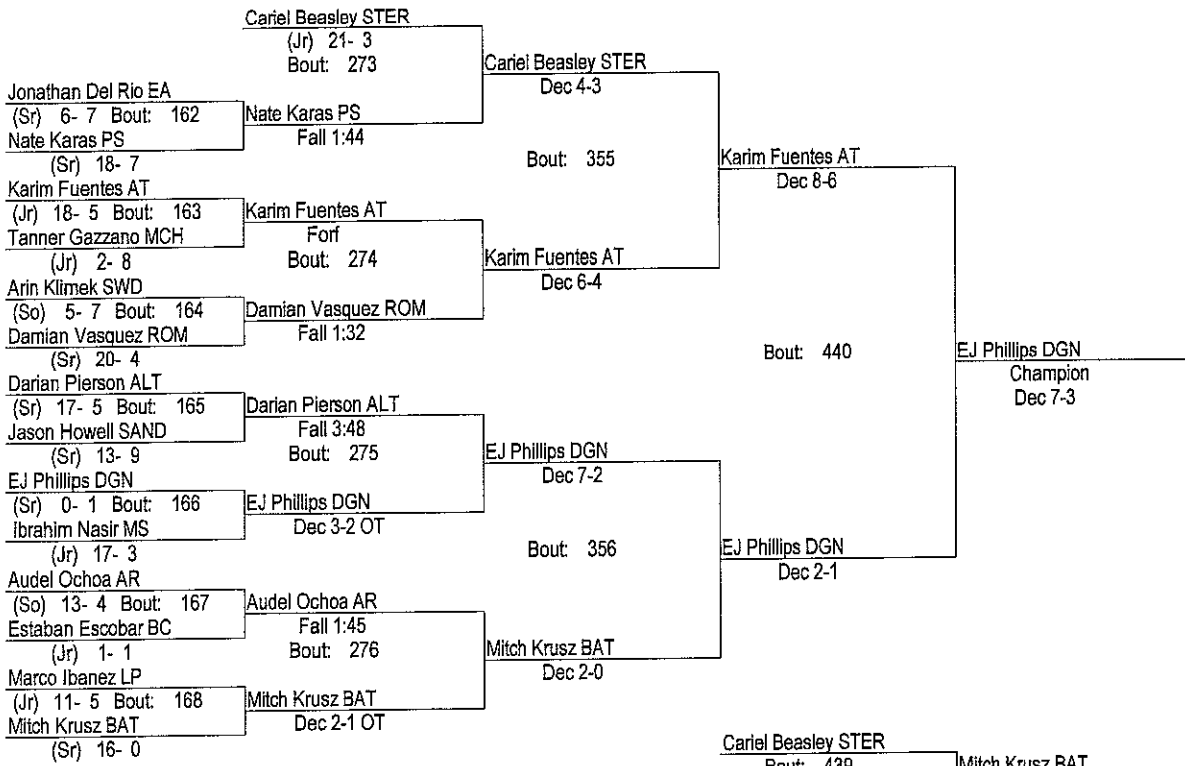 Cariel Beasley STER
(Jr) 21- 3
Bout: 273
Cariel Beasley STER
Dec 4-3
Jonathan Del Rio EA
(Sr) 6- 7 Bout: 162
Nate Karas PS
Nate Karas PS
Fall 1:44
(Sr) 18- 7
Bout: 355
Karim Fuentes AT
Dec 8-6
Karim Fuentes AT
(Jr) 18- 5 Bout: 163
Karim Fuentes AT
Tanner Gazzano MCH
Forf
(Jr) 2- 8
Bout: 274
Karim Fuentes AT
Dec 6-4
Arin Klimek SWD
(So) 5- 7 Bout: 164
Damian Vasquez ROM
Damian Vasquez ROM
Fall 1:32
(Sr) 20- 4
Bout: 440
EJ Phillips DGN
Champion
Dec 7-3
Darian Pierson ALT
(Sr) 17- 5 Bout: 165
Darian Pierson ALT
Jason Howell SAND
Fall 3:48
(Sr) 13- 9
Bout: 275
EJ Phillips DGN
Dec 7-2
EJ Phillips DGN
(Sr) 0- 1 Bout: 166
EJ Phillips DGN
Ibrahim Nasir MS
Dec 3-2 OT
(Jr) 17- 3
Bout: 356
EJ Phillips DGN
Dec 2-1
Audel Ochoa AR
(So) 13- 4 Bout: 167
Audel Ochoa AR
Estaban Escobar BC
Fall 1:45
(Jr) 1- 1
Bout: 276
Mitch Krusz BAT
Dec 2-0
Marco Ibanez LP
(Jr) 11- 5 Bout: 168
Mitch Krusz BAT
Mitch Krusz BAT
Dec 2-1 OT
(Sr) 16- 0
Cariel Beasley STER
Bout: 439
Mitch Krusz BAT